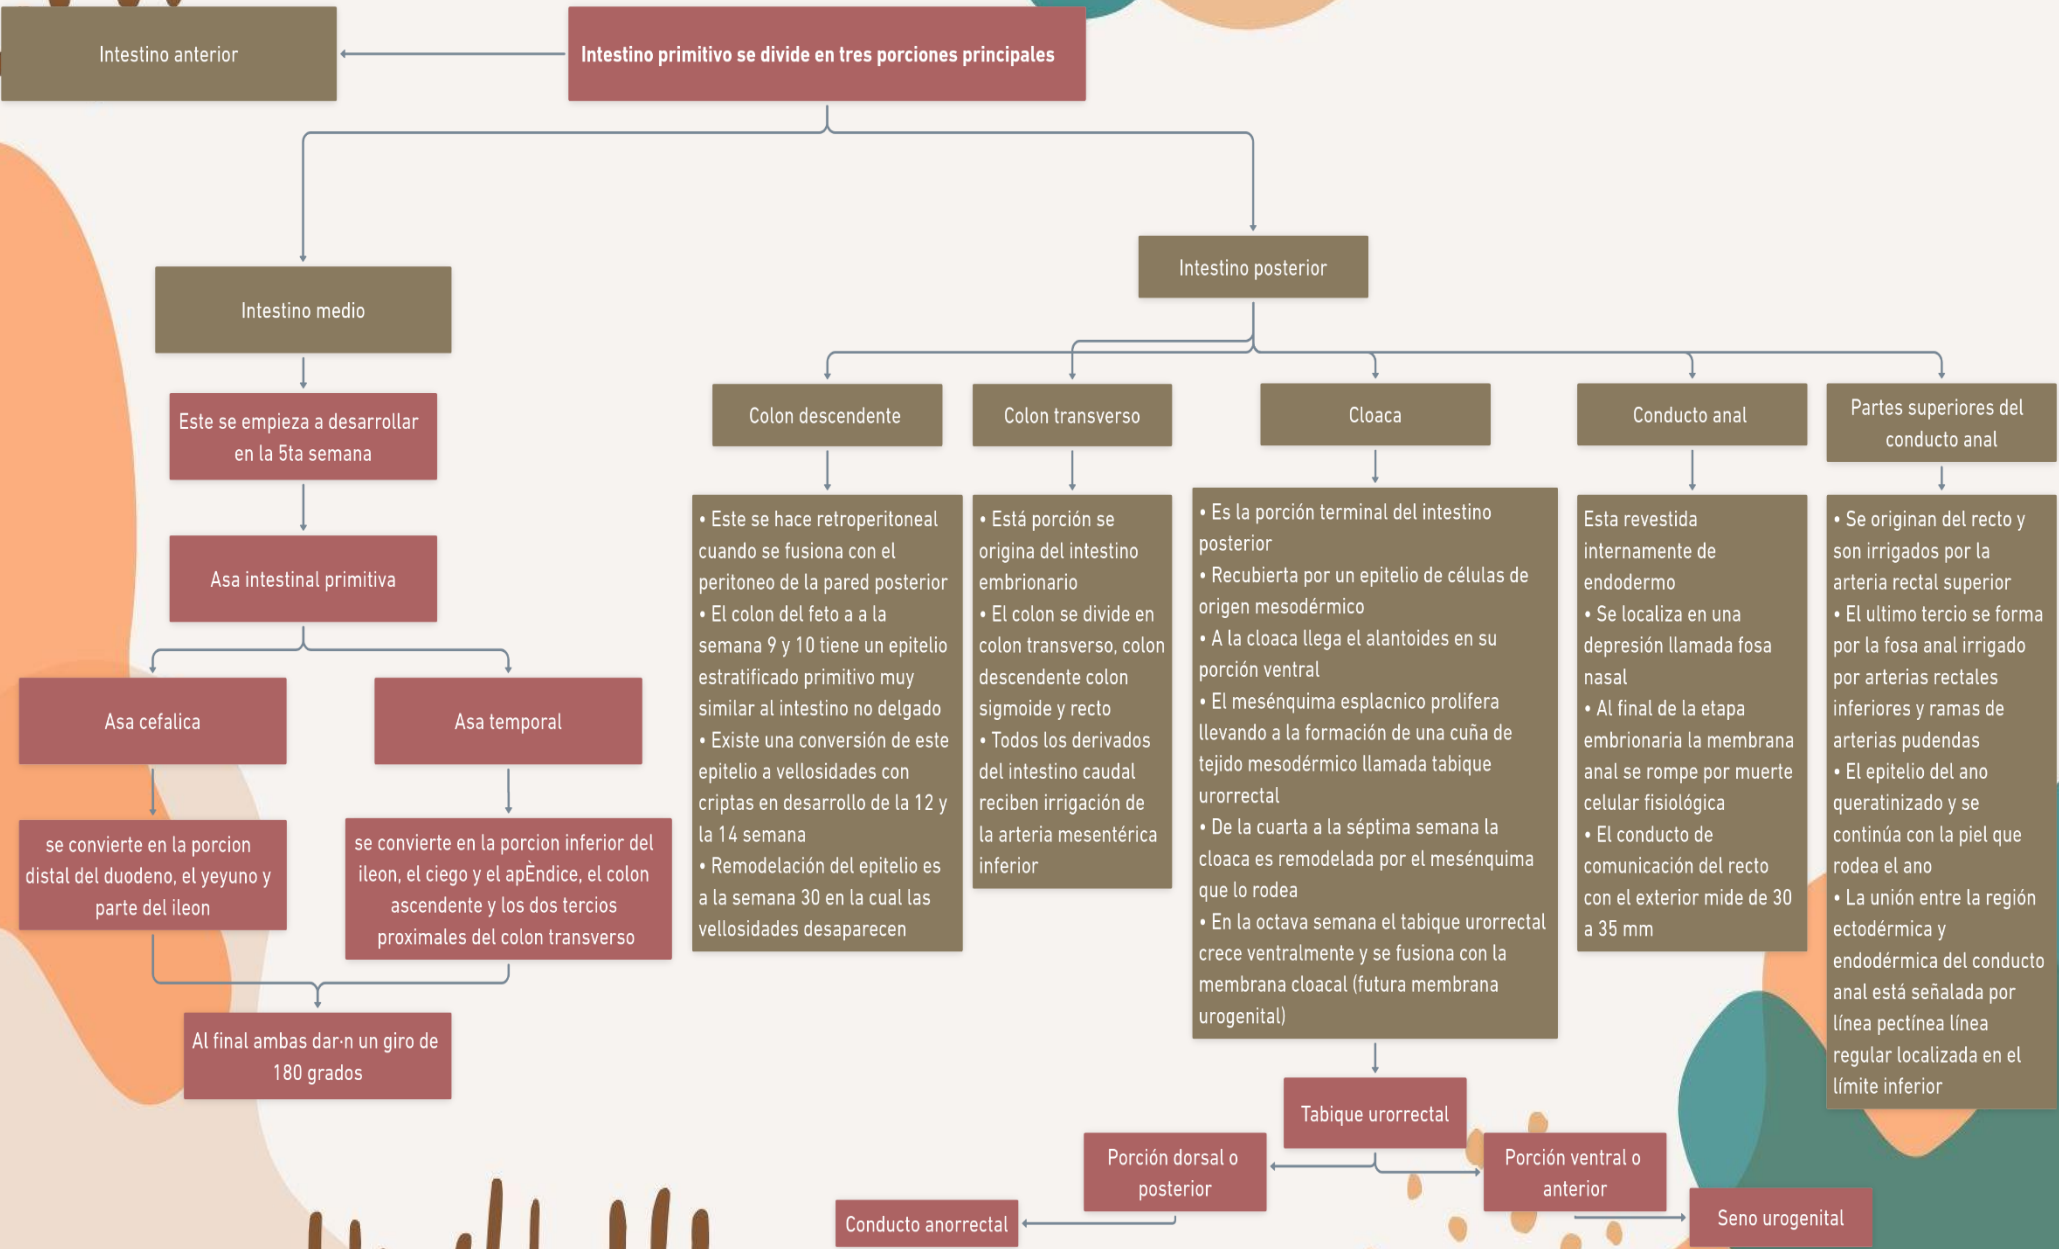 Intestino anterior
Intestino primitivo se divide en tres porciones principales
Intestino medio
Este se empieza a desarrollar
en la 5ta semana
Asa intestinal primitiva
Asa cefalica
Asa temporal
se convierte en la porcion
distal del duodeno, el yeyuno y
parte del ileon
se convierte en la porcion inferior del
ileon, el ciego y el apÈndice, el colon
ascendente y los dos tercios
proximales del colon transverso
Al final ambas dar·n un giro de
180 grados
Intestino posterior
Colon descendente
• Este se hace retroperitoneal
cuando se fusiona con el
peritoneo de la pared posterior
• El colon del feto a a la
semana 9 y 10 tiene un epitelio
estratificado primitivo muy
similar al intestino no delgado
• Existe una conversión de este
epitelio a vellosidades con
criptas en desarrollo de la 12 y
la 14 semana
• Remodelación del epitelio es
a la semana 30 en la cual las
vellosidades desaparecen
Colon transverso
• Está porción se
origina del intestino
embrionario
• El colon se divide en
colon transverso, colon
descendente colon
sigmoide y recto
• Todos los derivados
del intestino caudal
reciben irrigación de
la arteria mesentérica
inferior
Cloaca
• Es la porción terminal del intestino
posterior
• Recubierta por un epitelio de células de
origen mesodérmico
• A la cloaca llega el alantoides en su
porción ventral
• El mesénquima esplacnico prolifera
llevando a la formación de una cuña de
tejido mesodérmico llamada tabique
urorrectal
• De la cuarta a la séptima semana la
cloaca es remodelada por el mesénquima
que lo rodea
• En la octava semana el tabique urorrectal
crece ventralmente y se fusiona con la
membrana cloacal (futura membrana
urogenital)
Conducto anal
Esta revestida
internamente de
endodermo
• Se localiza en una
depresión llamada fosa
nasal
• Al final de la etapa
embrionaria la membrana
anal se rompe por muerte
celular fisiológica
• El conducto de
comunicación del recto
con el exterior mide de 30
a 35 mm
Partes superiores del
conducto anal
• Se originan del recto y
son irrigados por la
arteria rectal superior
• El ultimo tercio se forma
por la fosa anal irrigado
por arterias rectales
inferiores y ramas de
arterias pudendas
• El epitelio del ano
queratinizado y se
continúa con la piel que
rodea el ano
• La unión entre la región
ectodérmica y
endodérmica del conducto
anal está señalada por
línea pectínea línea
regular localizada en el
límite inferior
Tabique urorrectal
Porción dorsal o
posterior
Porción ventral o
anterior
Conducto anorrectal
Seno urogenital